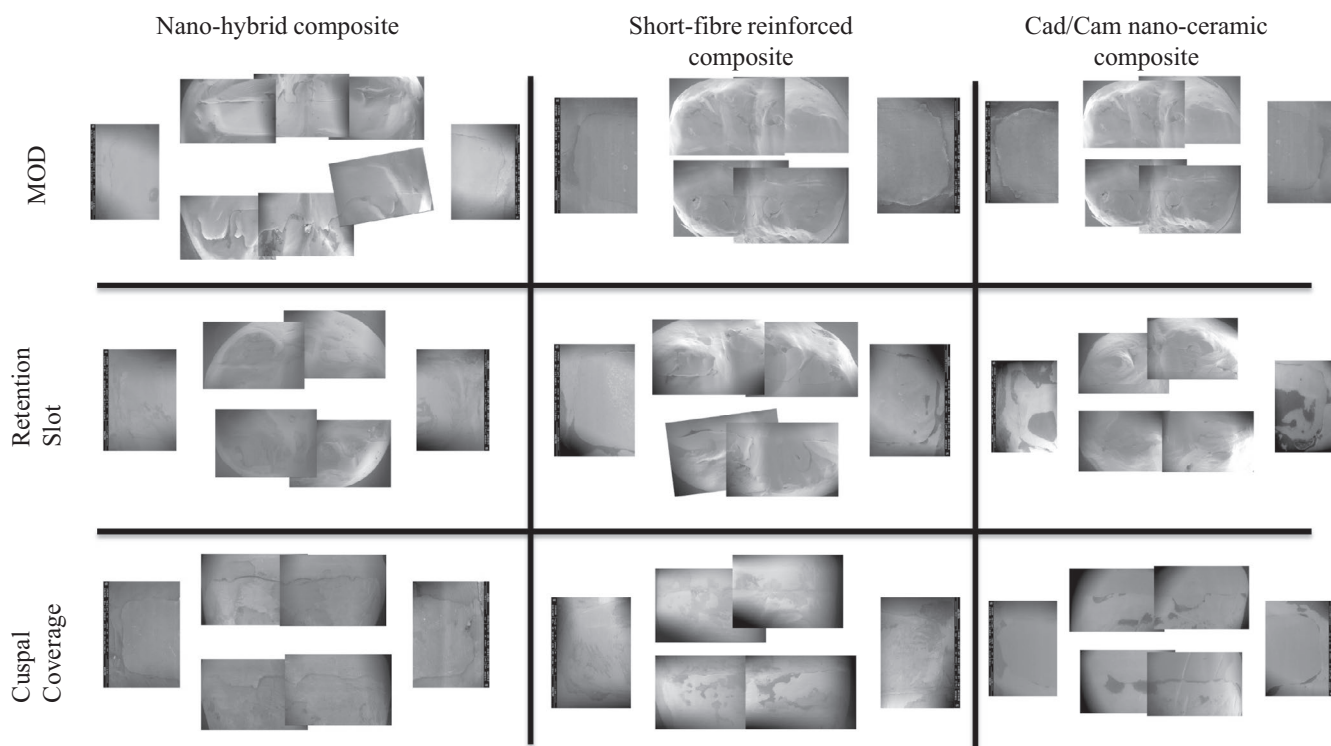 Nano-hybrid composite
Short-fibre reinforced
composite
Cad/Cam nano-ceramic
composite
MOD
Retention
Slot
Cuspal
Coverage